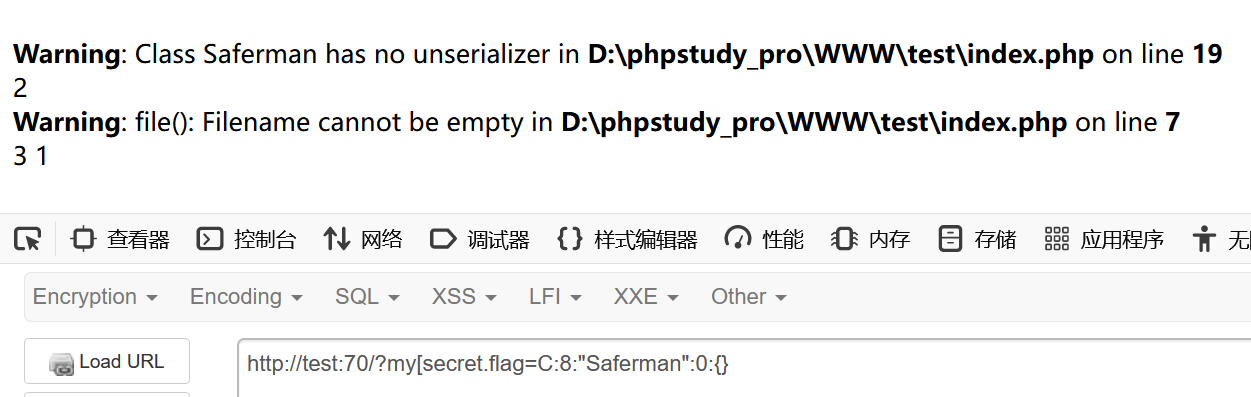 Warning: Class Saferman has no unserializer in D:\phpstudy_pro\WWW\test\index.php on line 19
2
Warning: file(): Filename cannot be empty in D:\phpstudy_pro\WWW\test\index.php on line 7
3 1
查看器 控制台 网络 调试器 样式编辑器 性能 内存 存储 应用程序 无
Encryption Encoding SQL XSS LFI XXE Other
Load URL http://test:70/?my[secret.flag=C:8:"Saferman":0:{}